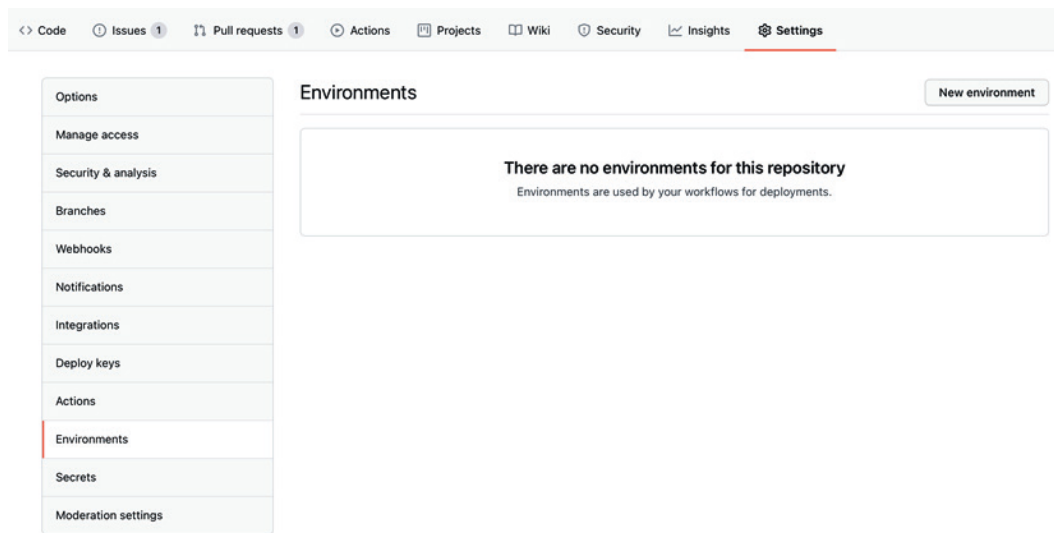 Code Issues 1 Pull requests 1 Actions Projects Wiki Security Insights Settings
Options
Manage access
Security & analysis
Branches
Webhooks
Notifications
Integrations
Deploy keys
Actions
Environments
Secrets
Moderation settings
Environments
New environment
There are no environments for this repository
Environments are used by your workflows for deployments.